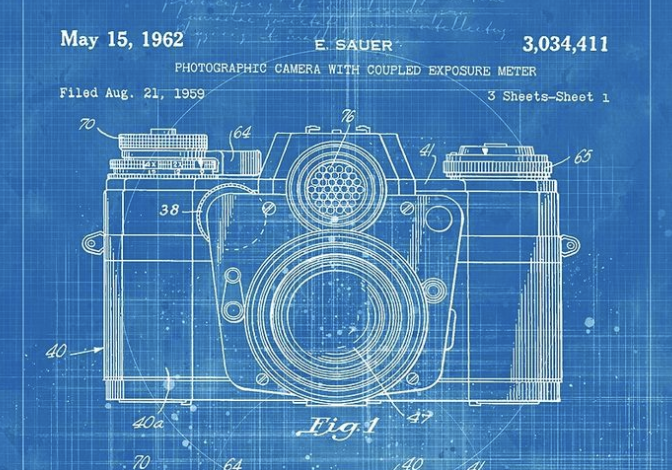 May 15, 1962
E. SAUER
3,034,411
PHOTOGRAPHIC CAMERA WITH COUPLED EXPOSURE METER
Filed Aug. 21, 1959
3 Sheets-Sheet 1
70
64
76
41
65
38
40
40a
47
Fig.1
70
64
40
41